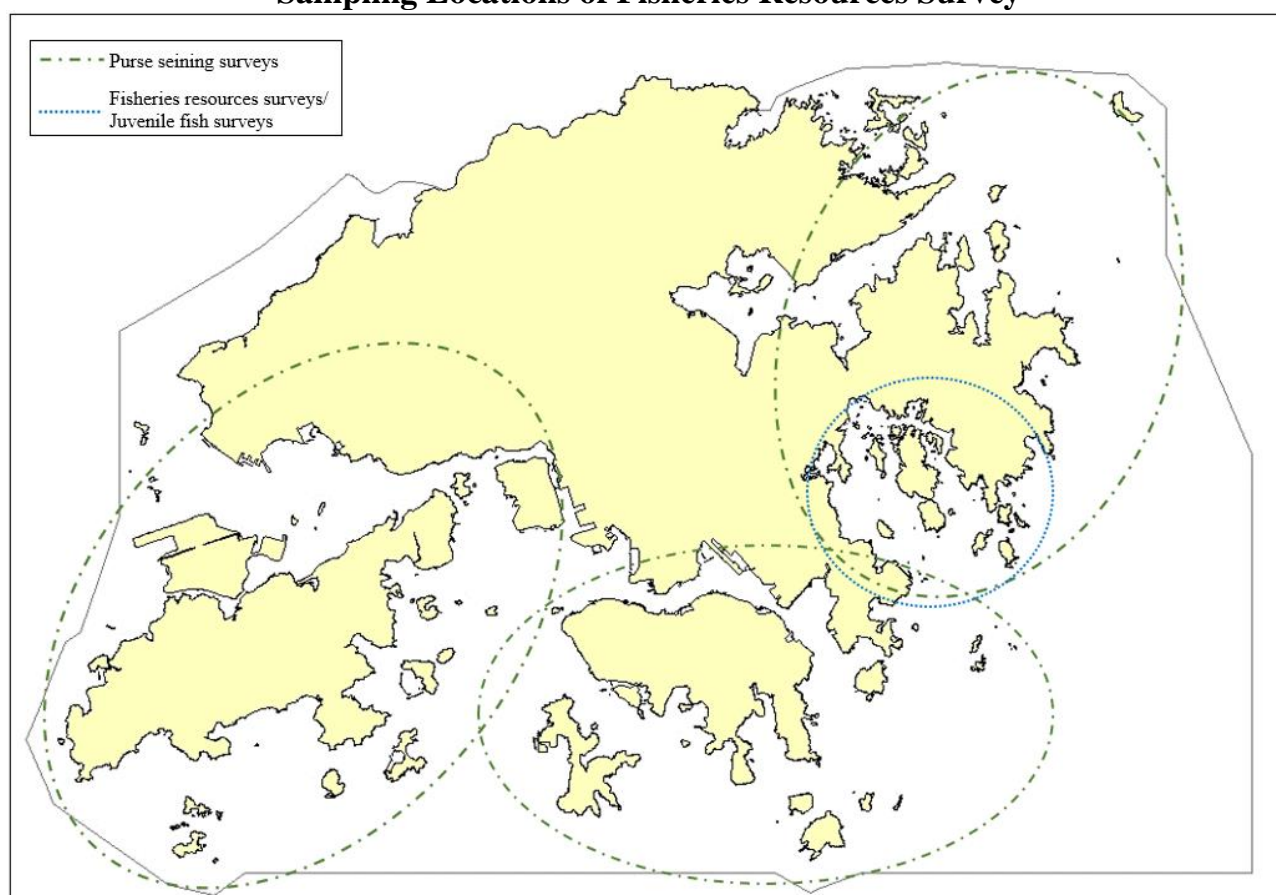 Sampling Locations of Fisheries Resources Survey
Purse seining surveys
Fisheries resources surveys/
Juvenile fish surveys